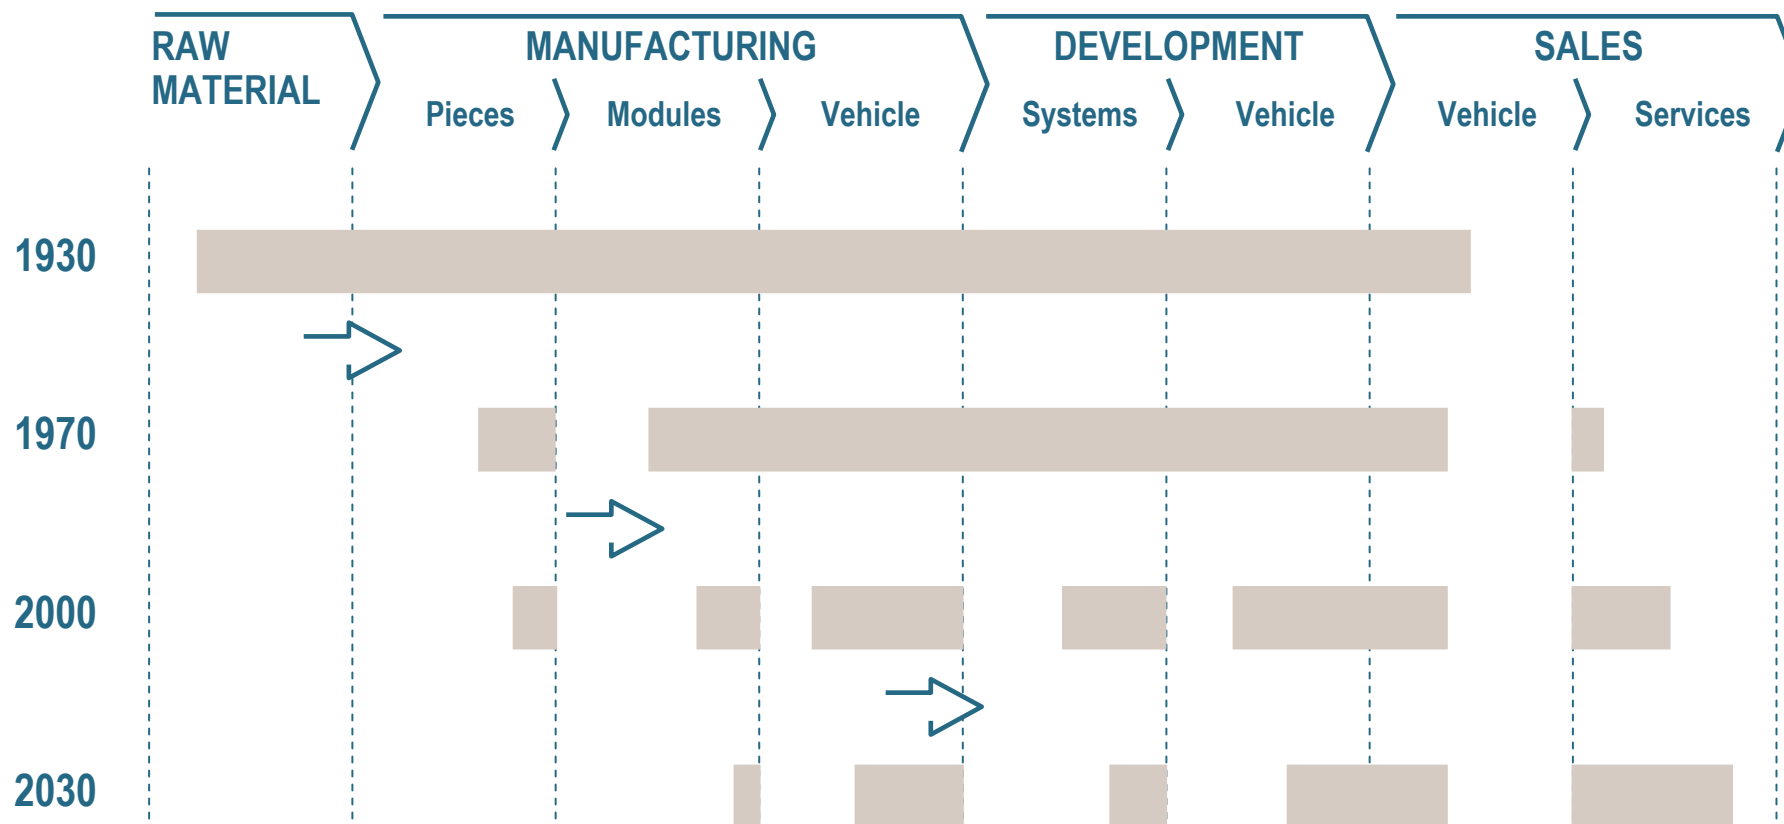 RAW
MATERIAL
MANUFACTURING
DEVELOPMENT
SALES
Pieces
Modules
Vehicle
Systems
Vehicle
Vehicle
Services
1930
1970
2000
2030